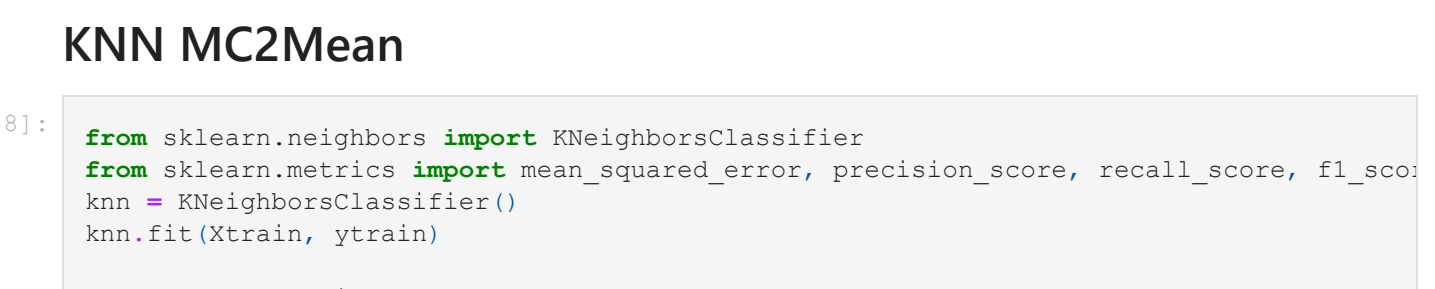 KNN MC2Mean
8]:
from sklearn.neighbors import KNeighborsClassifier
from sklearn.metrics import mean_squared_error, precision_score, recall_score,
knn = KNeighborsClassifier()
knn.fit(Xtrain, ytrain)